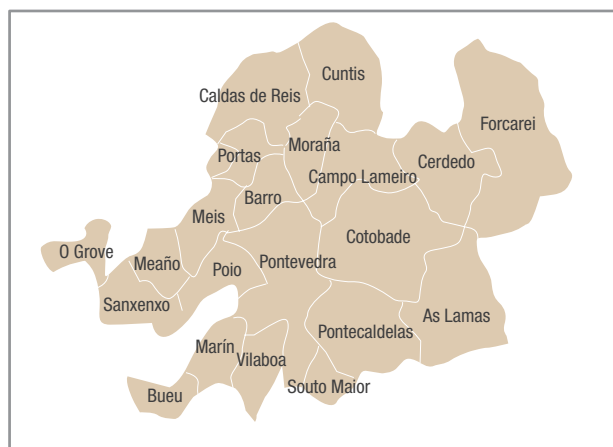 Cuntis
Caldas de Reis
Forcarei
Moraña
Portas
Cerdedo
Campo Lameiro
Barro
Meis
Cotobade
O Grove
Meaño
Poio
Pontevedra
Sanxenxo
As Lamas
Pontecaldelas
Marín
Vilaboa
Souto Maior
Bueu